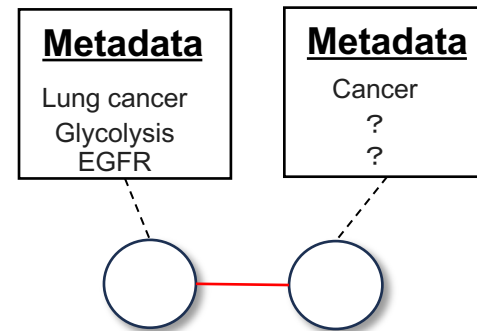 Metadata
Lung cancer
Glycolysis
EGFR
Metadata
Cancer
?
?